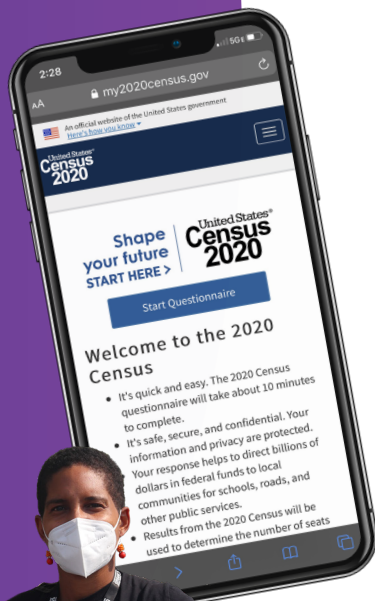 2:28
5GE
AA
my2020census.gov
An official website of the United States government
Here's how you know
United States®
Census
2020
Shape
your future
START HERE >
United States®
Census
2020
Start Questionnaire
Welcome to the 2020
Census
It's quick and easy. The 2020 Census
questionnaire will take about 10 minutes
to complete.
It's safe, secure, and confidential. Your
information and privacy are protected.
Your response helps to direct billions of
dollars in federal funds to local
communities for schools, roads, and
other public services.
Results from the 2020 Census will be
used to determine the number of seats